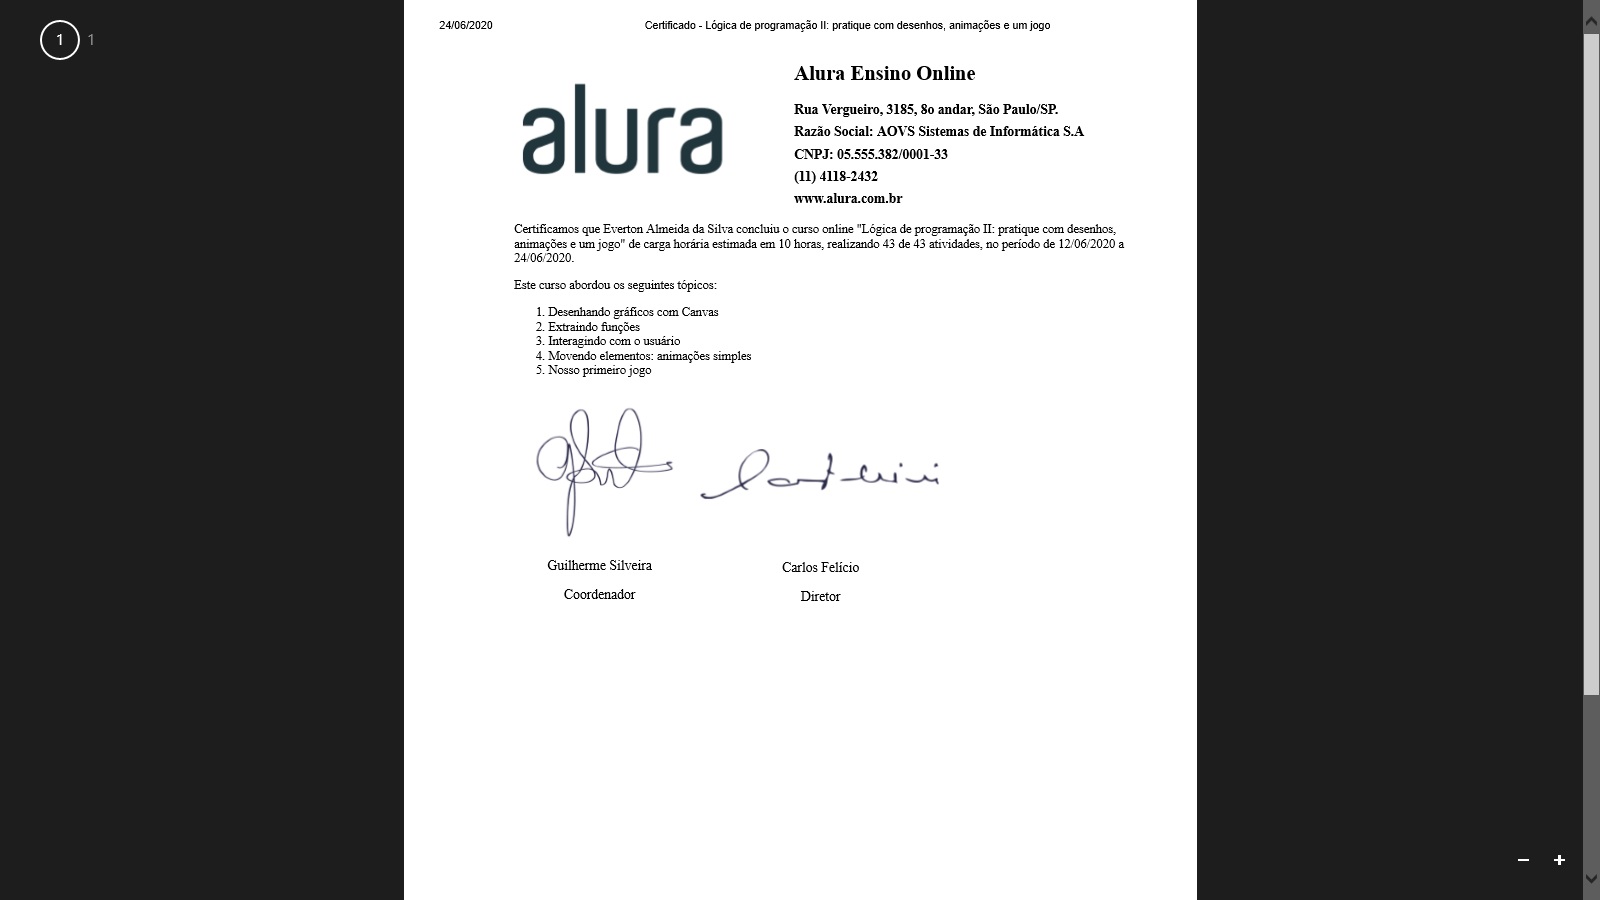 1 1
24/06/2020 Certificado - Lógica de programação II: pratique com desenhos, animações e um jogo
alura
Alura Ensino Online
Rua Vergueiro, 3185, 8o andar, São Paulo/SP.
Razão Social: AOVS Sistemas de Informática S.A
CNPJ: 05.555.382/0001-33
(11) 4118-2432
www.alura.com.br
Certificamos que Everton Almeida da Silva concluiu o curso online "Lógica de programação II: pratique com desenhos,
animações e um jogo" de carga horária estimada em 10 horas, realizando 43 de 43 atividades, no período de 12/06/2020 a
24/06/2020.
Este curso abordou os seguintes tópicos:
1. Desenhando gráficos com Canvas
2. Extraindo funções
3. Interagindo com o usuário
4. Movendo elementos: animações simples
5. Nosso primeiro jogo
Guilherme Silveira
Coordenador
Carlos Felício
Diretor